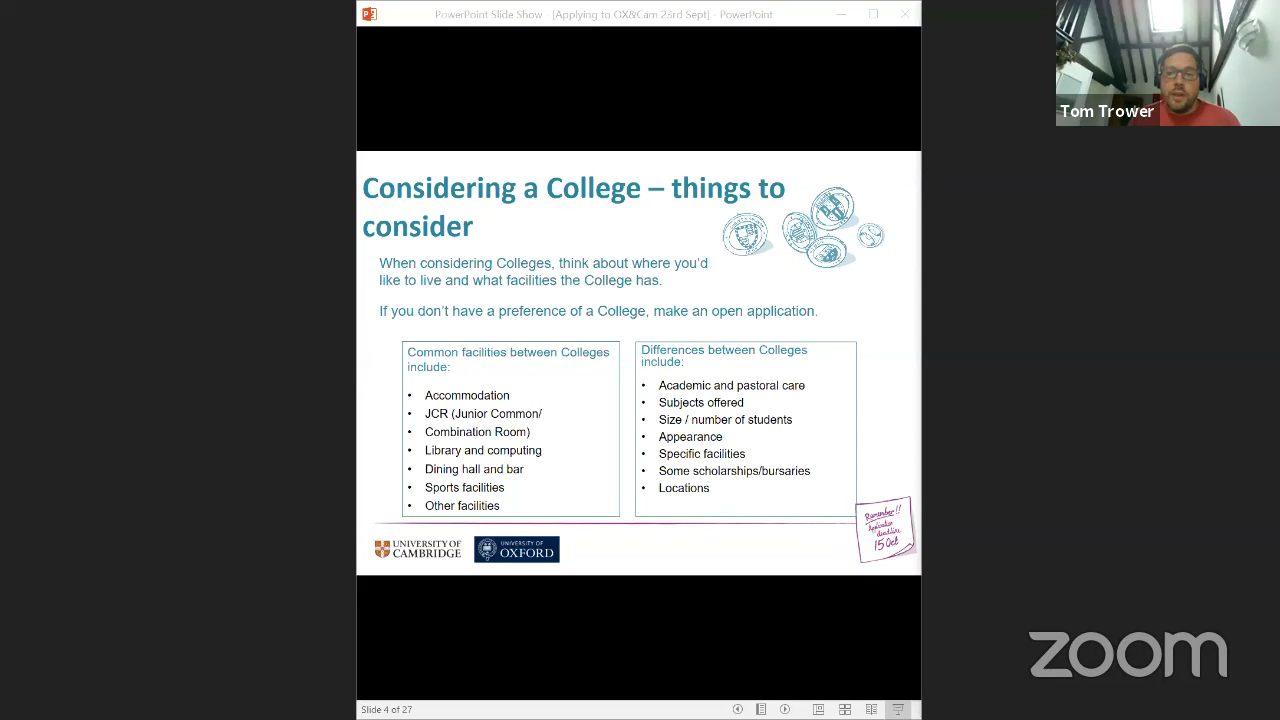 PowerPoint Slide Show - [Applying to OX&Cam 23rd Sept] - PowerPoint
Tom Trower
Considering a College – things to
consider
When considering Colleges, think about where you'd
like to live and what facilities the College has.
If you don't have a preference of a College, make an open application.
Common facilities between Colleges
include:
• Accommodation
• JCR (Junior Common/
• Combination Room)
• Library and computing
• Dining hall and bar
• Sports facilities
• Other facilities
Differences between Colleges
include:
• Academic and pastoral care
• Subjects offered
• Size / number of students
• Appearance
• Specific facilities
• Some scholarships/bursaries
• Locations
Remember!!
Application
deadline
15 Oct
UNIVERSITY OF
CAMBRIDGE
UNIVERSITY OF
OXFORD
zoom
Slide 4 of 27